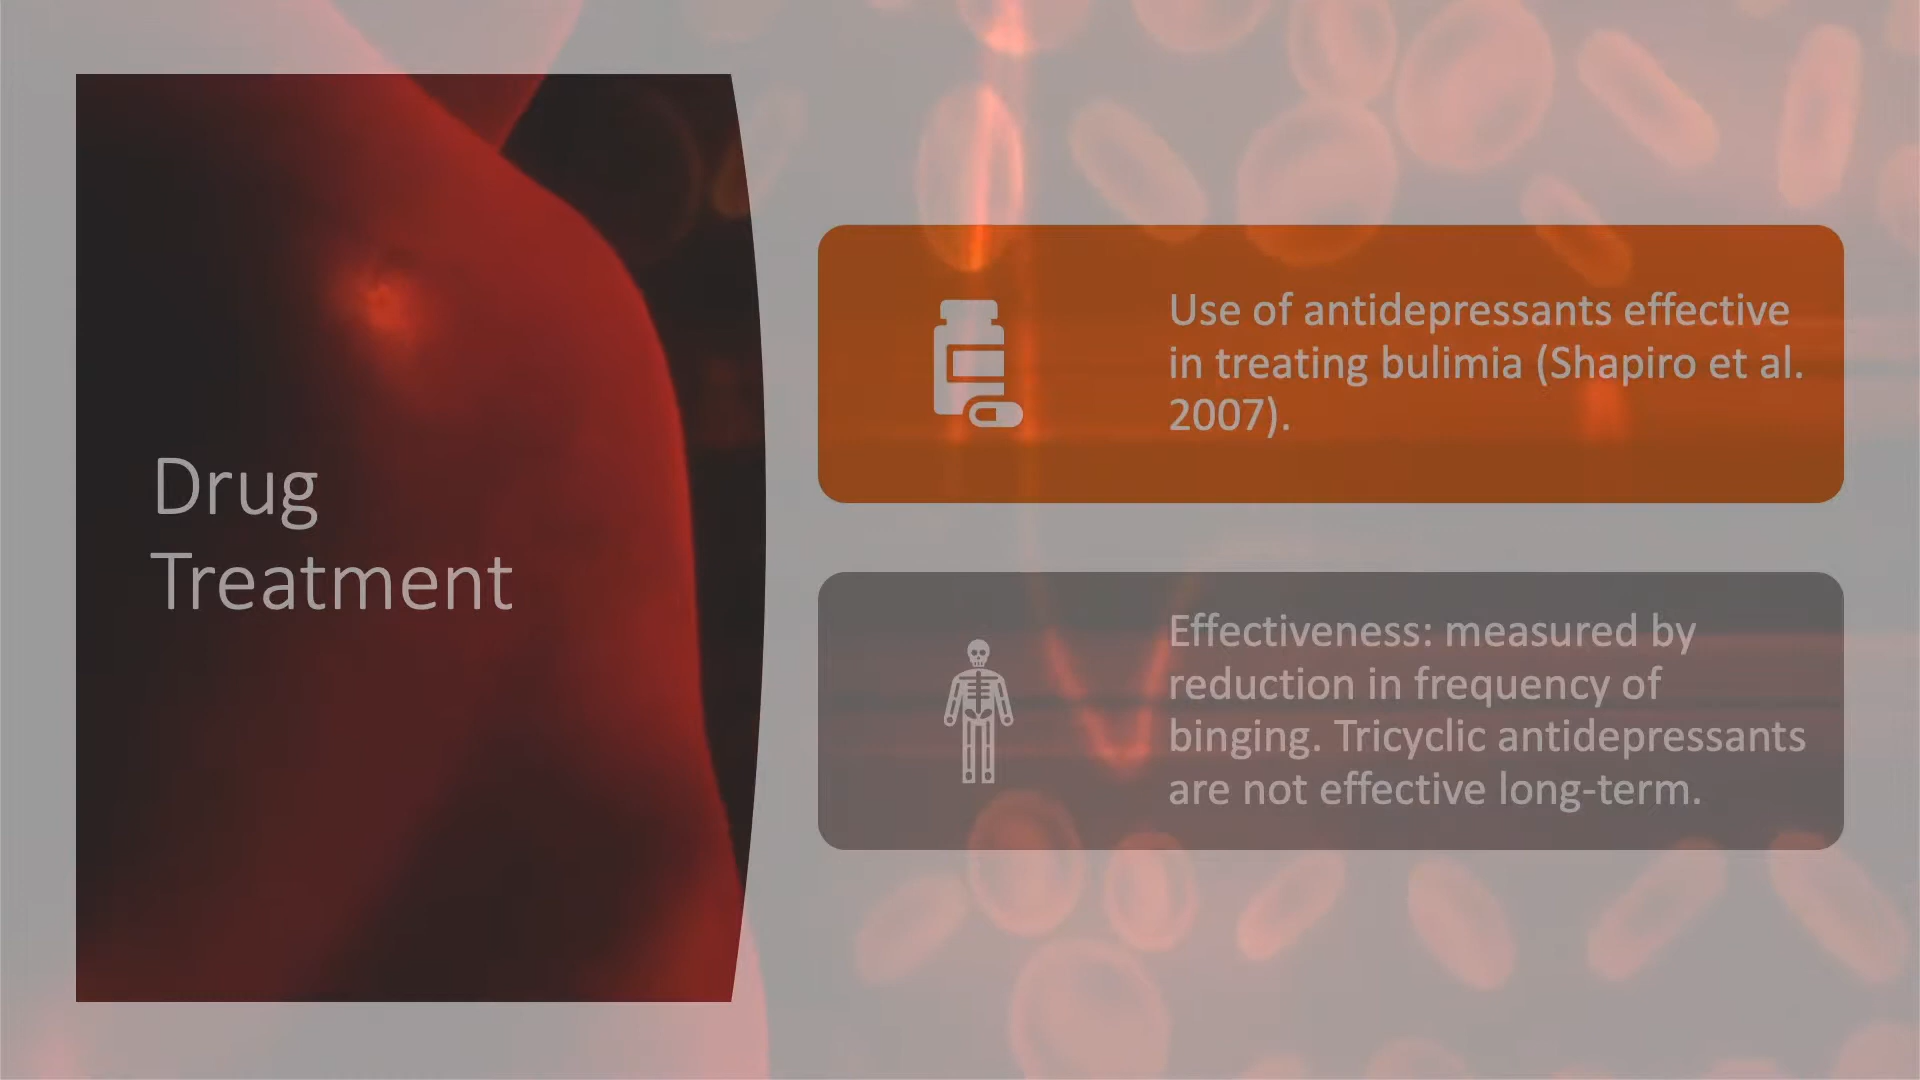 Drug
Treatment
Use of antidepressants effective
in treating bulimia (Shapiro et al.
2007).
Effectiveness: measured by
reduction in frequency of
binging. Tricyclic antidepressants
are not effective long-term.